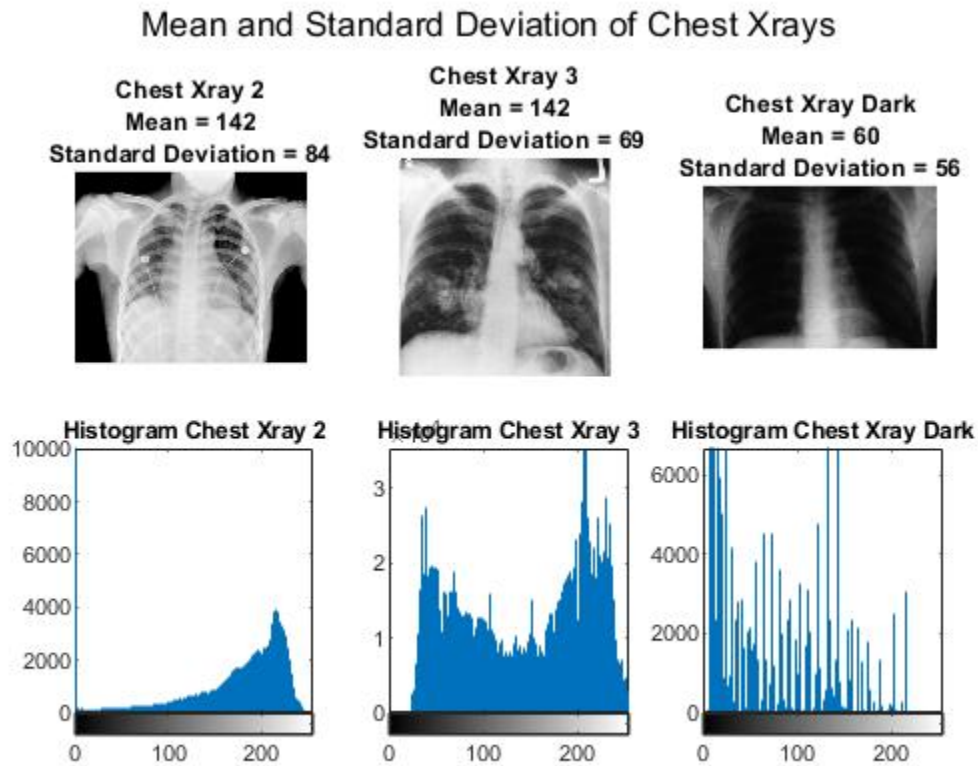 Mean and Standard Deviation of Chest Xrays
Chest Xray 2
Mean = 142
Standard Deviation = 84
Chest Xray 3
Mean = 142
Standard Deviation = 69
Chest Xray Dark
Mean = 60
Standard Deviation = 56
Histogram Chest Xray 2
10000
8000
6000
4000
2000
0
0 100 200
Histogram Chest Xray 3
3
2
1
0
0 100 200
Histogram Chest Xray Dark
6000
4000
2000
0
0 100 200